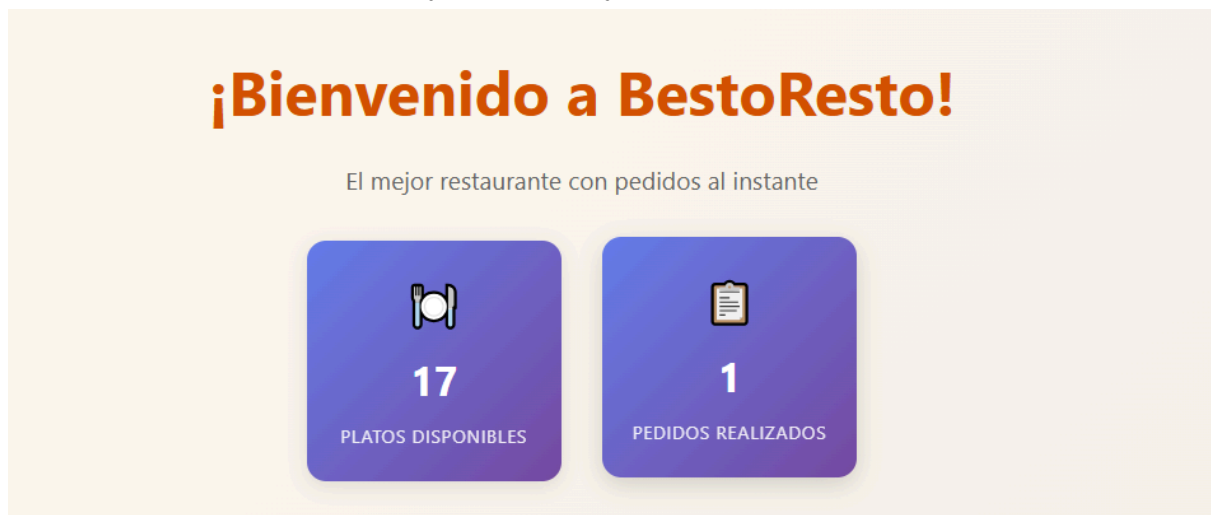 ¡Bienvenido a BestoResto!
El mejor restaurante con pedidos al instante
17
PLATOS DISPONIBLES
1
PEDIDOS REALIZADOS